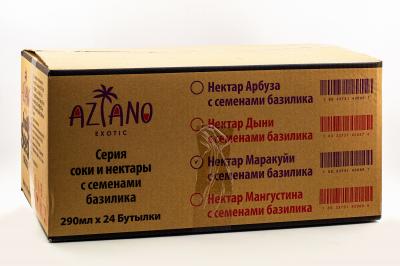 AZIANO
EXOTIC
Серия
соки и нектары
с семенами
базилика
290мл x 24 Бутылки
Нектар Арбуза
с семенами базилика
Нектар Дыни
с семенами базилика
Нектар Маракуйи
с семенами базилика
Нектар Мангустина
с семенами базилика